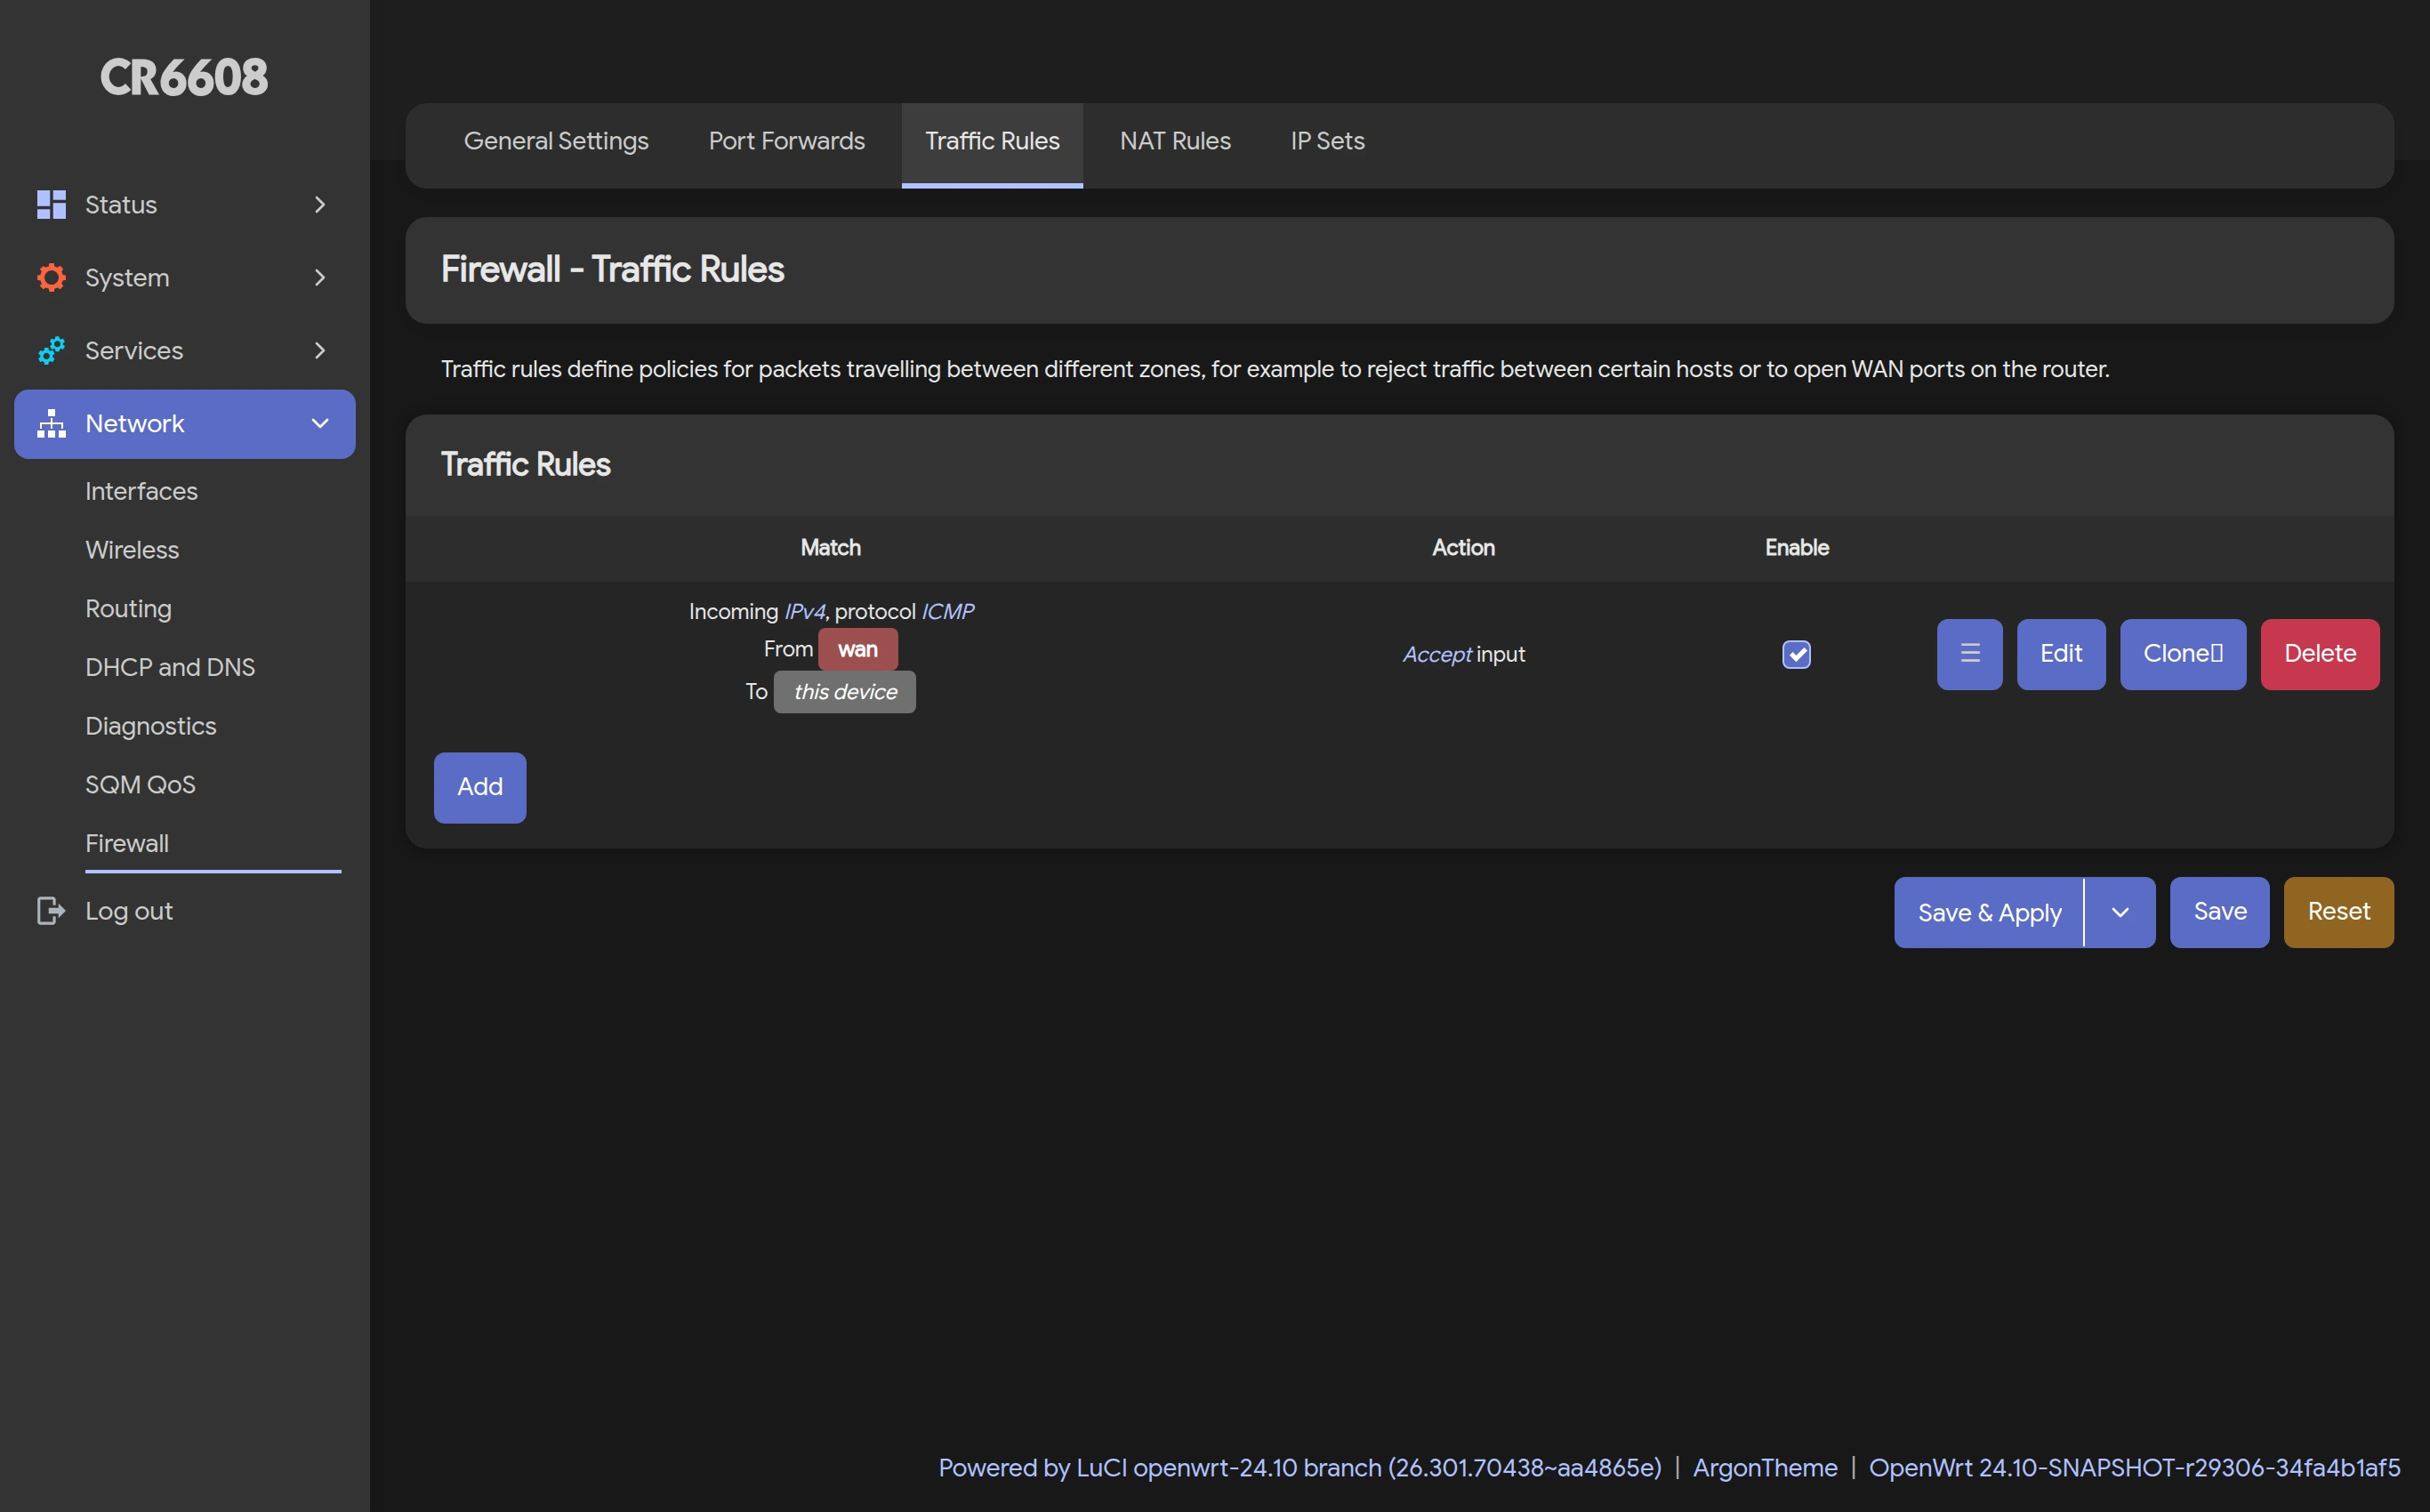 CR6608
Status
System
Services
Network
Interfaces
Wireless
Routing
DHCP and DNS
Diagnostics
SQM QoS
Firewall
Log out
General Settings Port Forwards Traffic Rules NAT Rules IP Sets
Firewall - Traffic Rules
Traffic rules define policies for packets travelling between different zones, for example to reject traffic between certain hosts or to open WAN ports on the router.
Traffic Rules
Match Action Enable
Incoming IPv4, protocol ICMP
From wan
To this device
Accept input
Edit Clone Delete
Add
Save & Apply Save Reset
Powered by LuCI openwrt-24.10 branch (26.301.70438~aa4865e) | ArgonTheme | OpenWrt 24.10-SNAPSHOT-r29306-34fa4b1af5